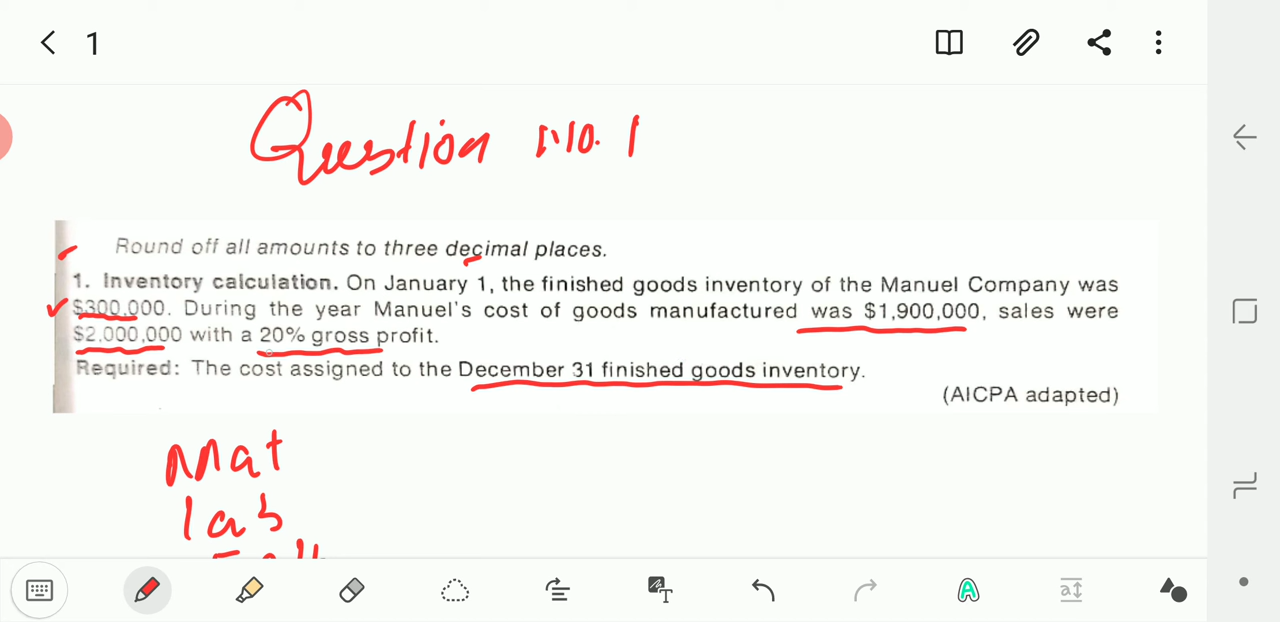 1
Question No. 1
Round off all amounts to three decimal places.
1. Inventory calculation. On January 1, the finished goods inventory of the Manuel Company was
$300,000. During the year Manuel's cost of goods manufactured was $1,900,000, sales were
$2,000,000 with a 20% gross profit.
Required: The cost assigned to the December 31 finished goods inventory.
(AICPA adapted)
Mat
lab